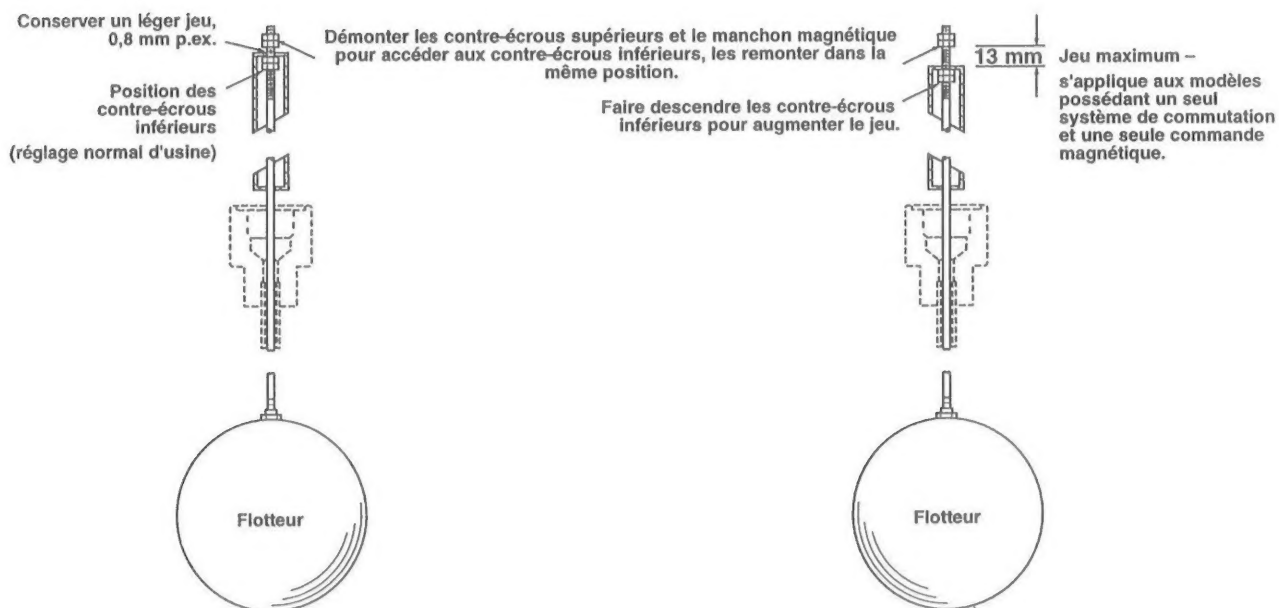 Conserver un léger jeu,
0,8 mm p.ex.
Position des
contre-écrous
inférieurs
(réglage normal d'usine)
Démonter les contre-écrous supérieurs et le manchon magnétique
pour accéder aux contre-écrous inférieurs, les remonter dans la
même position.
Faire descendre les contre-écrous
inférieurs pour augmenter le jeu.
13 mm
Jeu maximum –
s'applique aux modèles
possédant un seul
système de commutation
et une seule commande
magnétique.
Flotteur
Flotteur